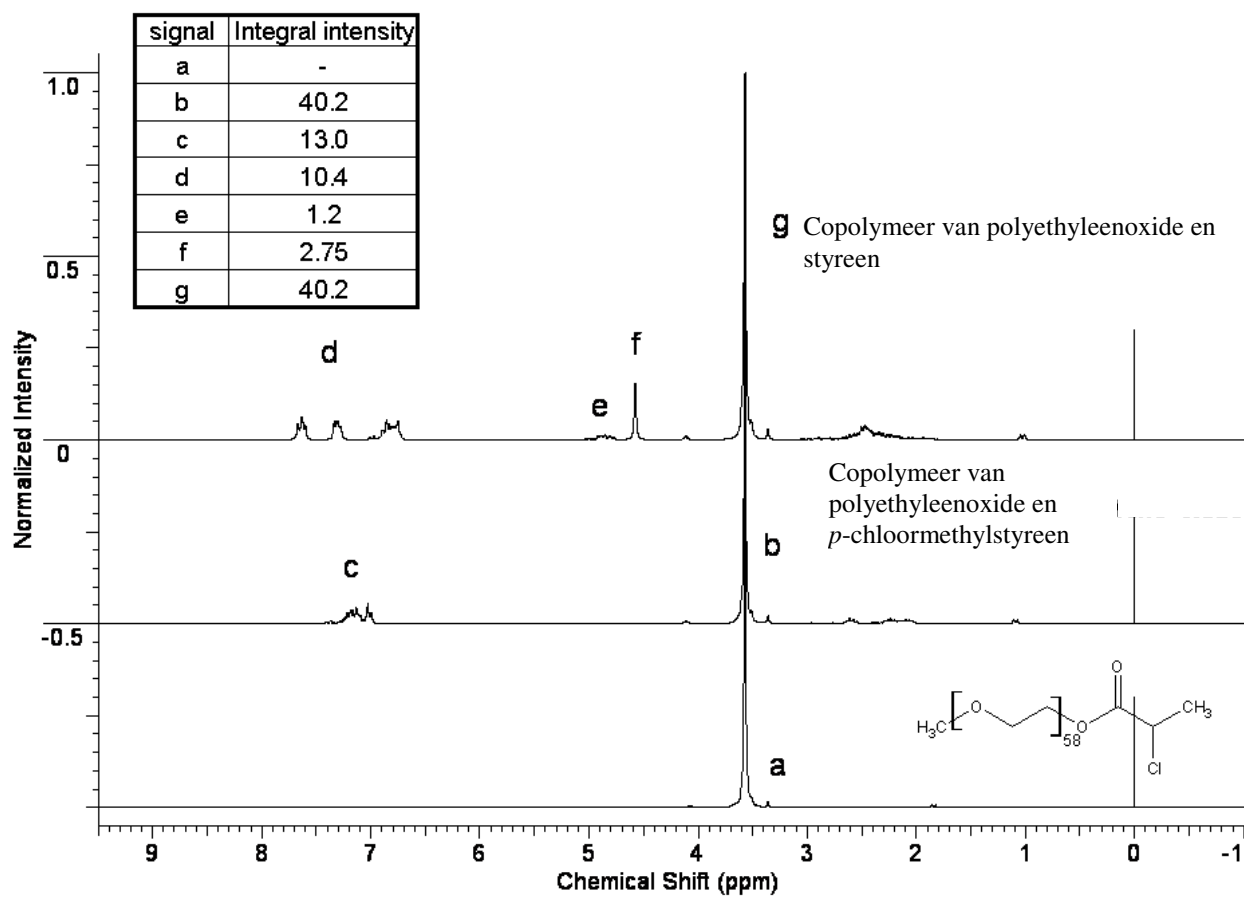 signal Integral intensity
a -
b 40.2
c 13.0
d 10.4
e 1.2
f 2.75
g 40.2
1.0
0.5
0
-0.5
Normalized Intensity
d
e
f
g
Copolymeer van polyethyleenoxide en
styreen
c
b
Copolymeer van
polyethyleenoxide en
p-chloormethylstyreen
a
H₃C
O
58
O
O
CH₃
Cl
9 8 7 6 5 4 3 2 1 0 -1
Chemical Shift (ppm)